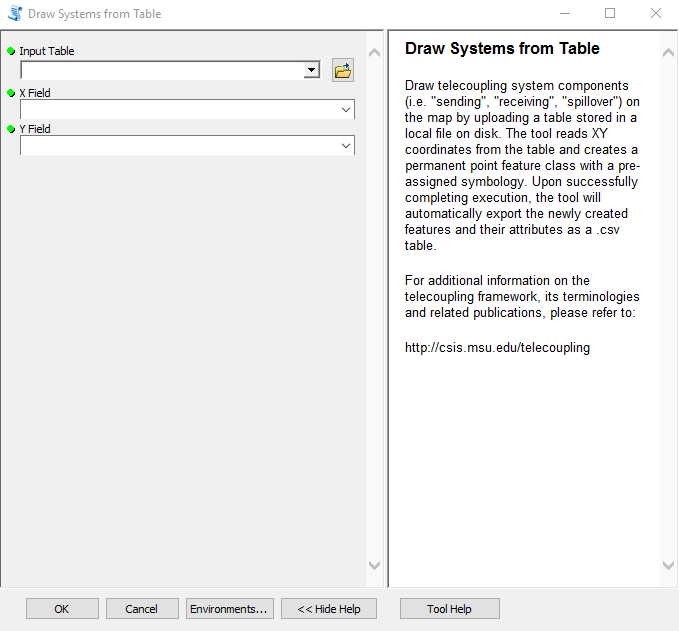 Draw Systems from Table
Input Table
X Field
Y Field
Draw Systems from Table
Draw telecoupling system components
(i.e. "sending", "receiving", "spillover") on
the map by uploading a table stored in a
local file on disk. The tool reads XY
coordinates from the table and creates a
permanent point feature class with a pre-
assigned symbology. Upon successfully
completing execution, the tool will
automatically export the newly created
features and their attributes as a .csv
table.
For additional information on the
telecoupling framework, its terminologies
and related publications, please refer to:
http://csis.msu.edu/telecoupling
OK Cancel Environments... << Hide Help Tool Help